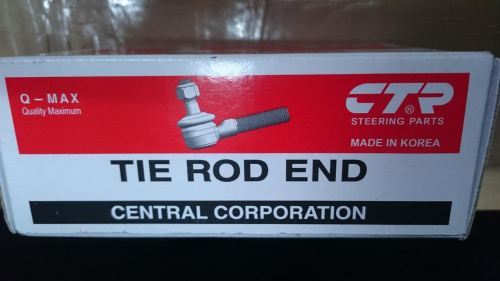 Q – MAX
Quality Maximum
CTR®
STEERING PARTS
MADE IN KOREA
TIE ROD END
CENTRAL CORPORATION